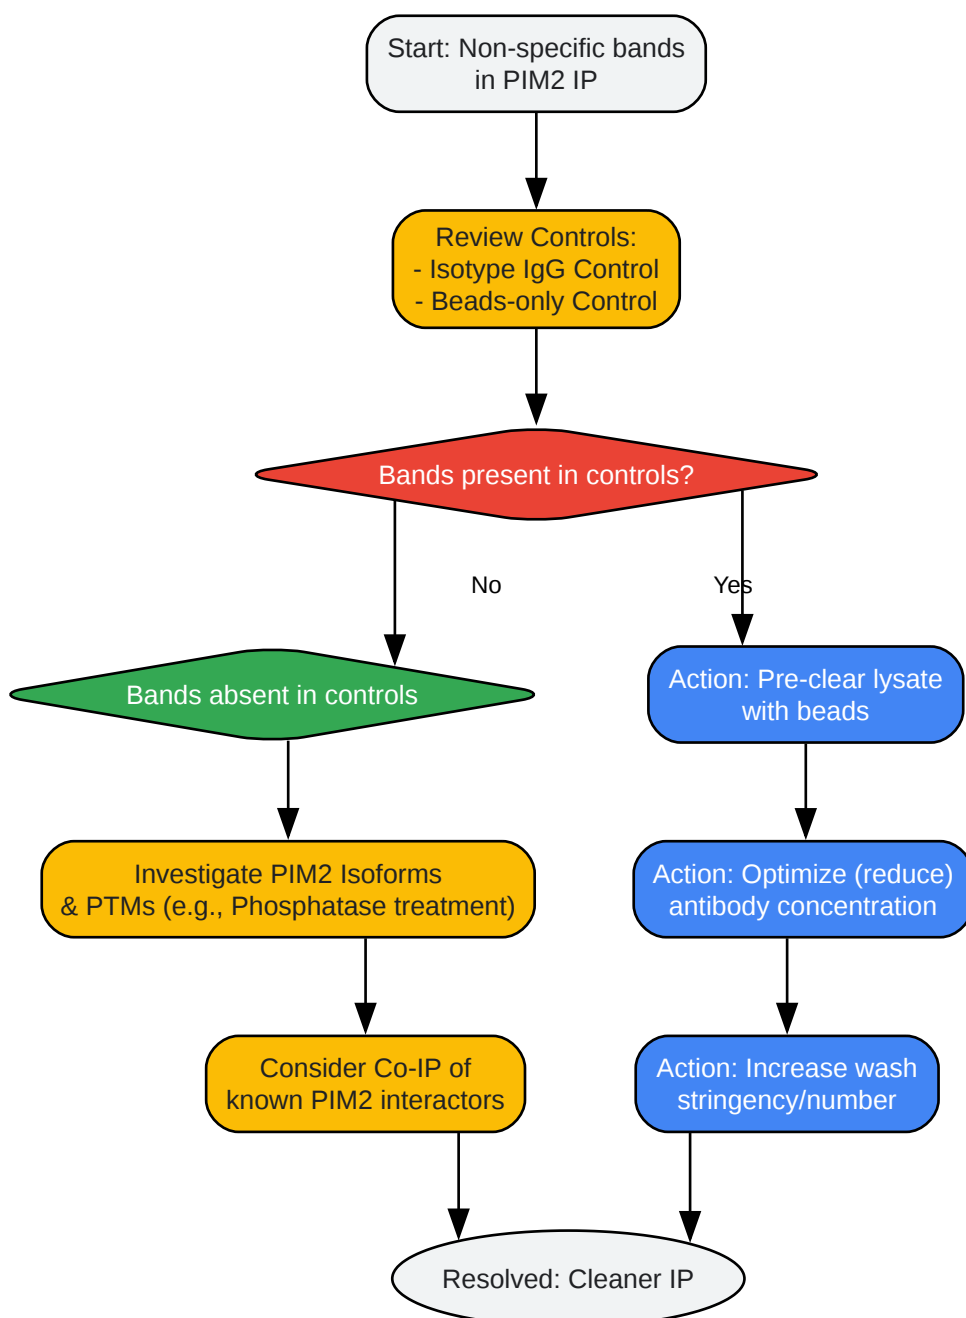 Start: Non-specific bands
in PIM2 IP
Review Controls:
- Isotype IgG Control
- Beads-only Control
Bands present in controls?
No
Yes
Bands absent in controls
Action: Pre-clear lysate
with beads
Investigate PIM2 Isoforms
& PTMs (e.g., Phosphatase treatment)
Action: Optimize (reduce)
antibody concentration
Consider Co-IP of
known PIM2 interactors
Action: Increase wash
stringency/number
Resolved: Cleaner IP